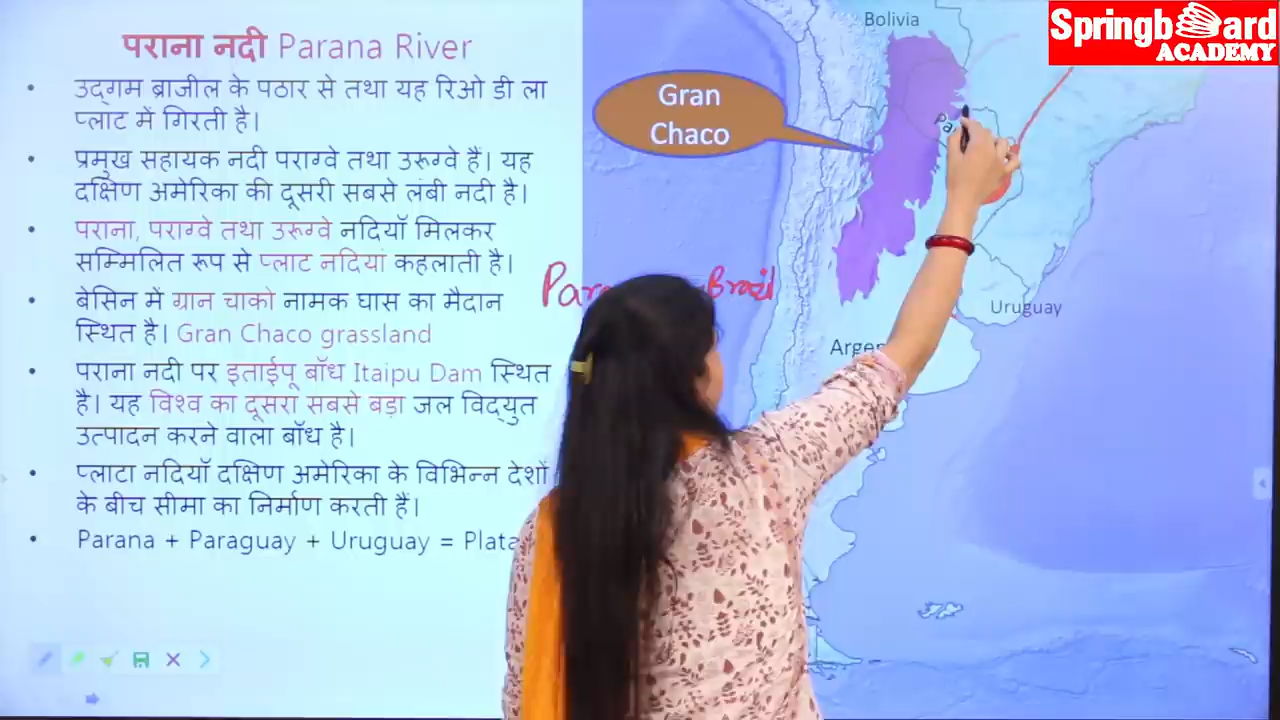 पराना नदी Parana River
• उद्गम ब्राजील के पठार से तथा यह रिओ डी ला
प्लाट में गिरती है।
• प्रमुख सहायक नदी पराग्वे तथा उरूग्वे हैं। यह
दक्षिण अमेरिका की दूसरी सबसे लंबी नदी है।
• पराना, पराग्वे तथा उरूग्वे नदियॉ मिलकर
सम्मिलित रूप से प्लाट नदियां कहलाती है।
• बेसिन में ग्रान चाको नामक घास का मैदान
स्थित है। Gran Chaco grassland
• पराना नदी पर इताईपू बॉध Itaipu Dam स्थित
है। यह विश्व का दूसरा सबसे बड़ा जल विद्युत
उत्पादन करने वाला बॉध है।
• प्लाटा नदियॉ दक्षिण अमेरिका के विभिन्न देशों
के बीच सीमा का निर्माण करती हैं।
• Parana + Paraguay + Uruguay = Plata
Bolivia
Gran
Chaco
Brazil
Uruguay
Springboard
ACADEMY